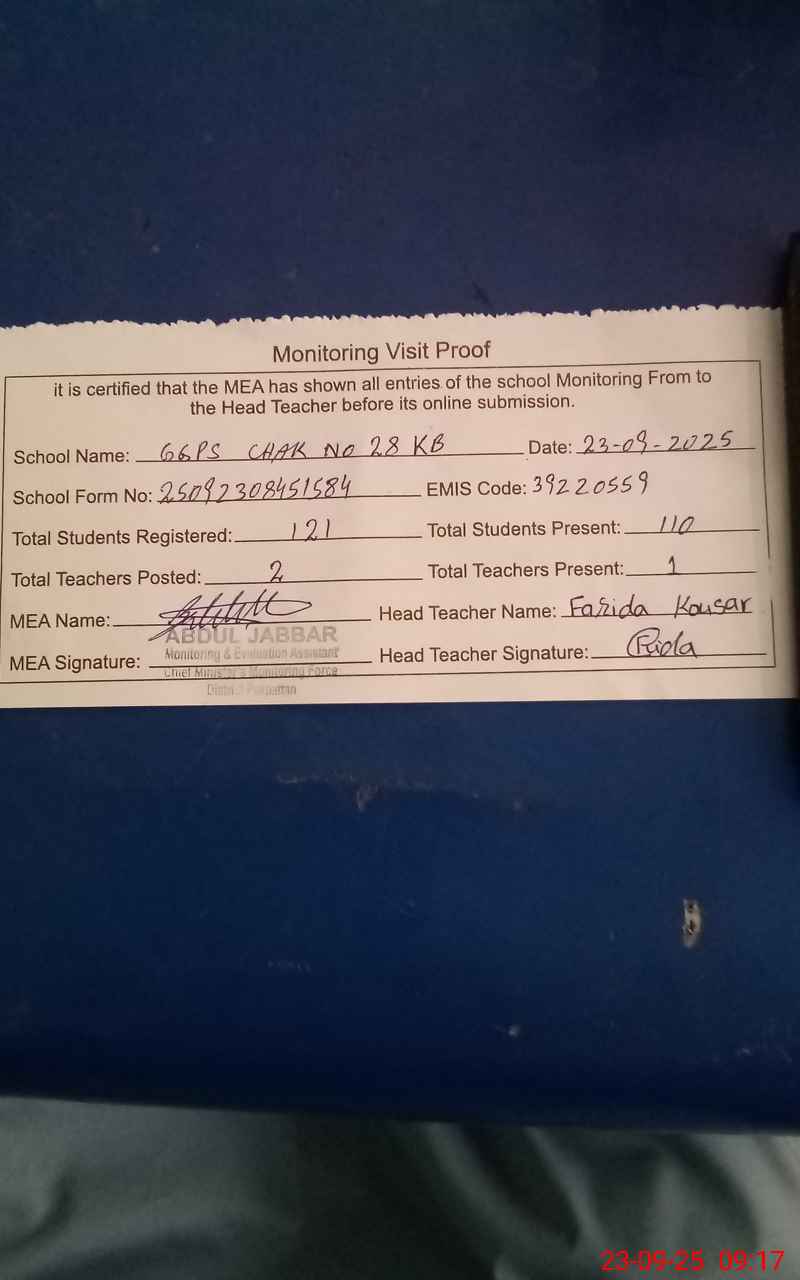 Monitoring Visit Proof
it is certified that the MEA has shown all entries of the school Monitoring From to
the Head Teacher before its online submission.
School Name: GGPS CHAK NO 28 KB Date: 23-09-2025
School Form No: 25092308451584 EMIS Code: 39220559
Total Students Registered: 121 Total Students Present: 110
Total Teachers Posted: 2 Total Teachers Present: 1
MEA Name: Head Teacher Name: Farida Kousar
ABDUL JABBAR
MEA Signature: Monitoring & Evaluation Assistant Head Teacher Signature:
Chief Minister's Monitoring Force
District Pakpattan
23-09-25 09:17